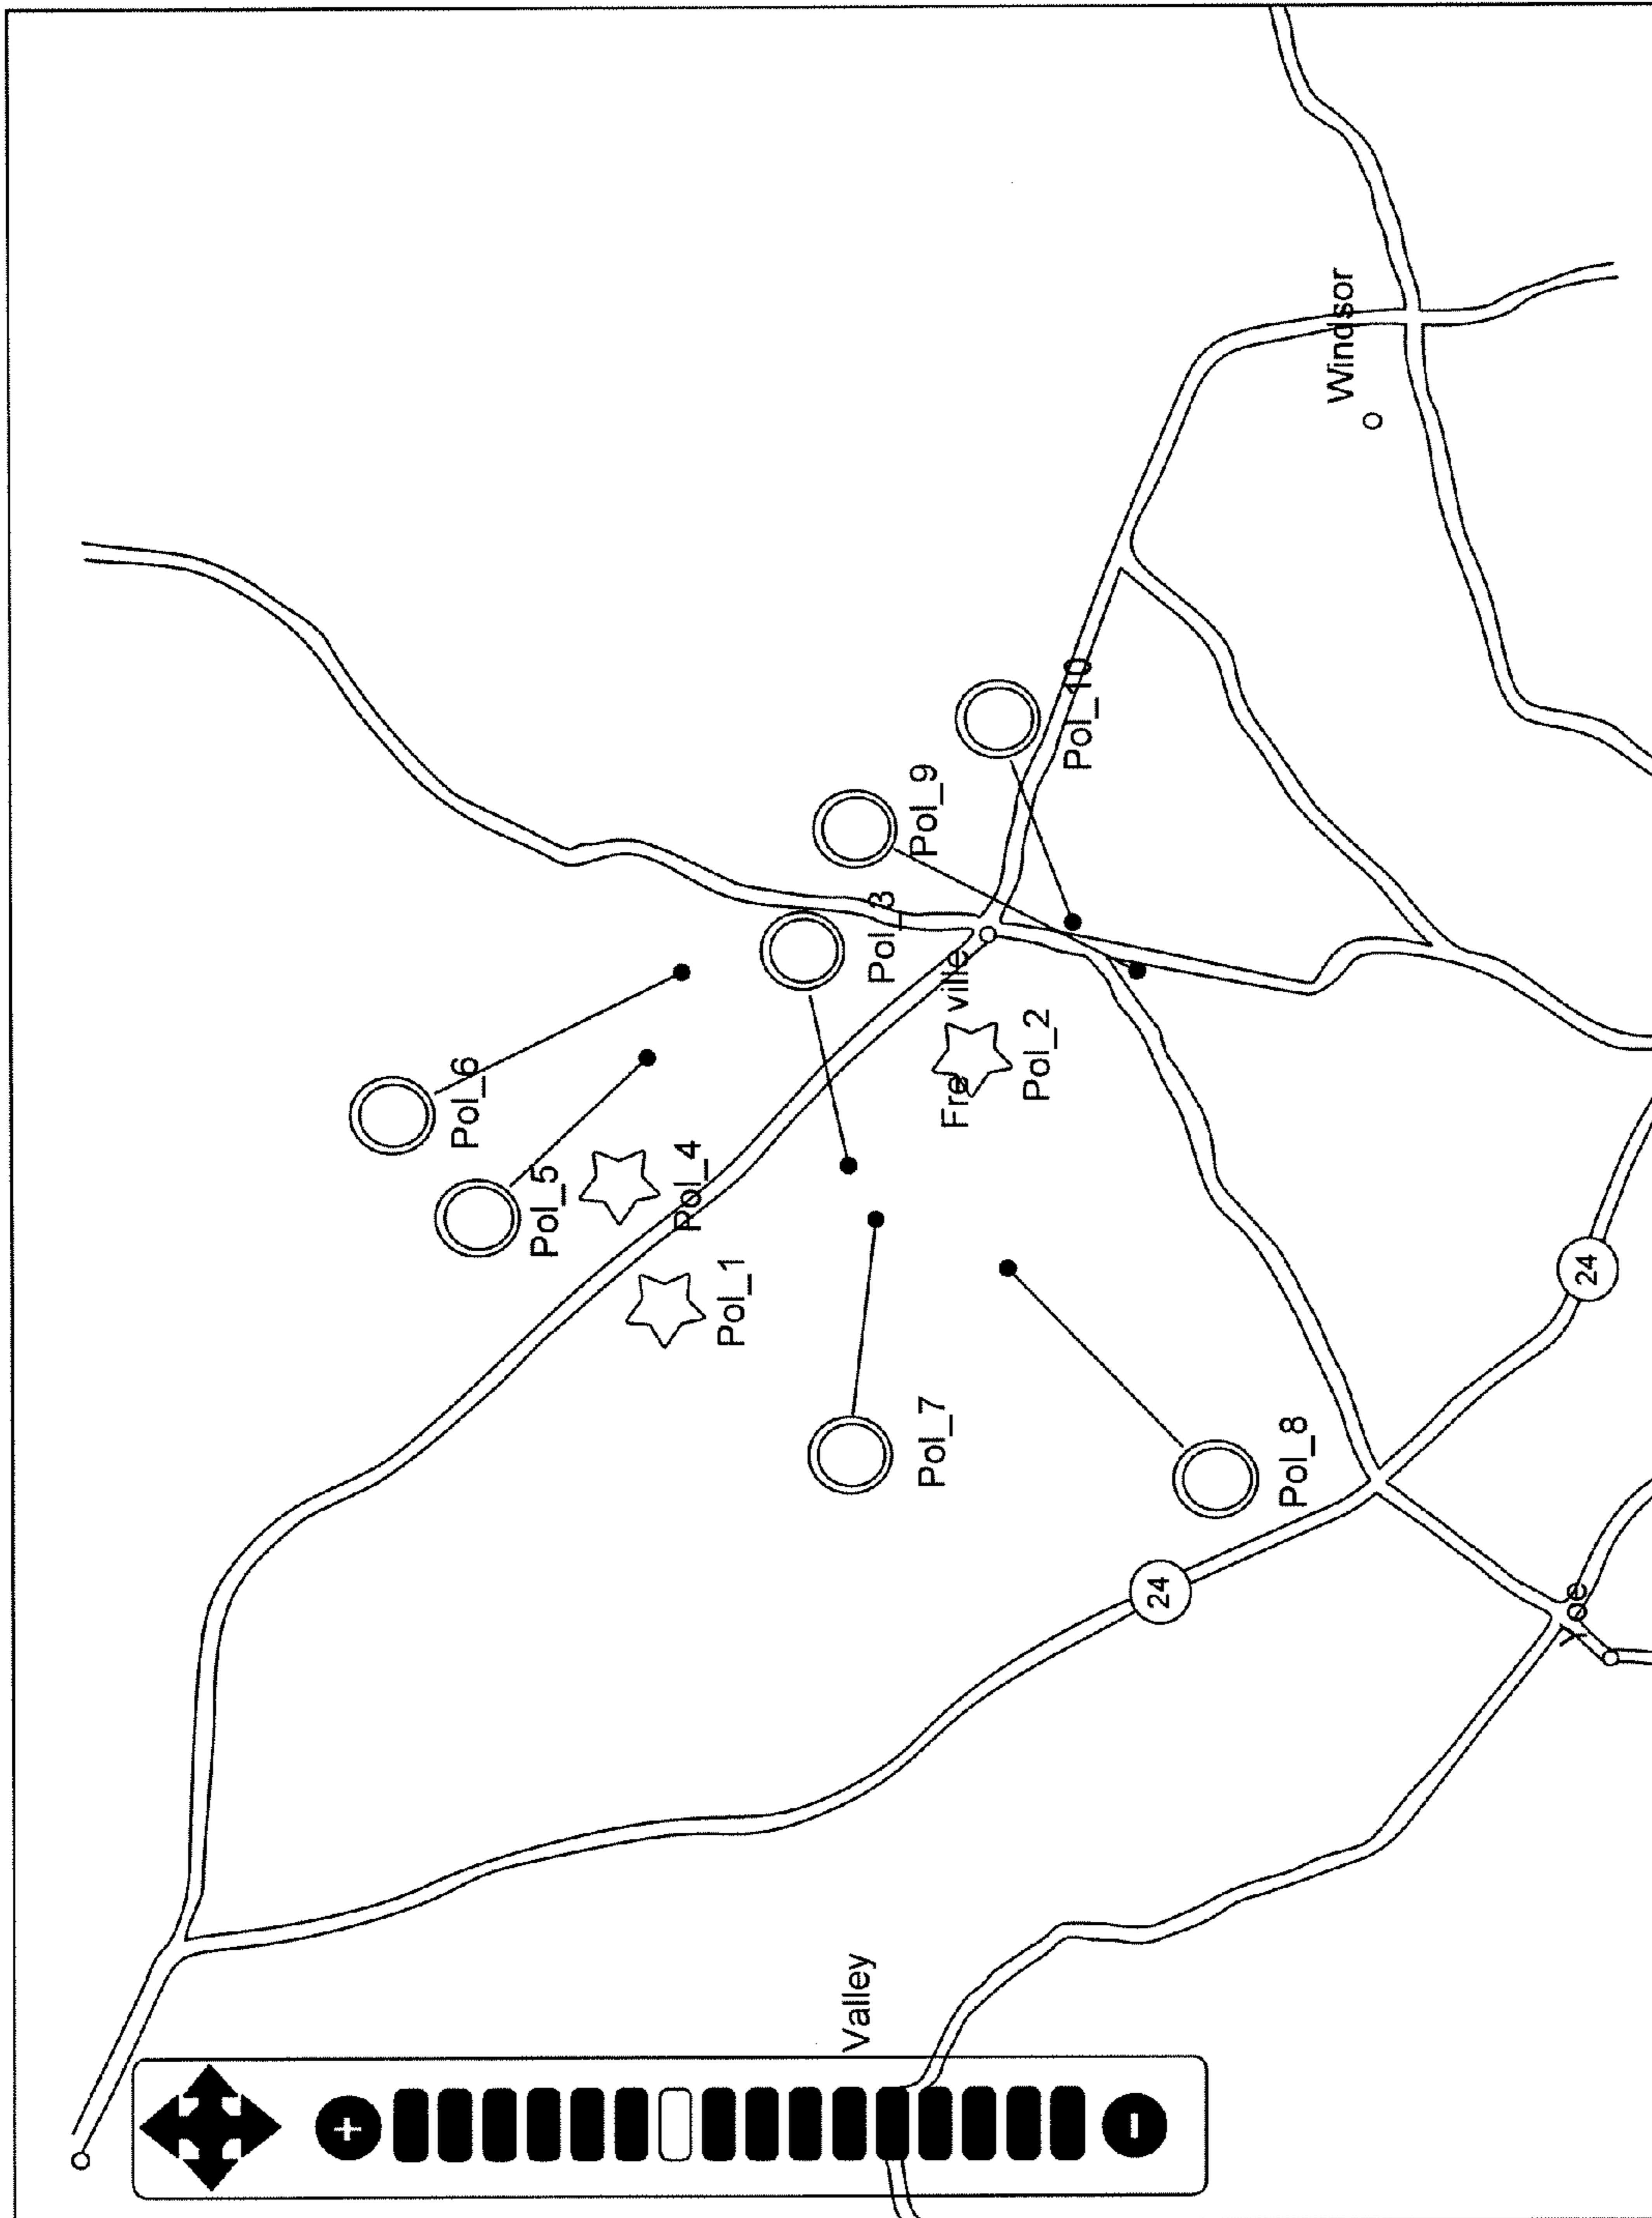 Pol_6
Pol_5
Pol_4
Pol_1
Pol_3
Pol_9
Pol_10
Fre ville
Pol_2
Pol_7
Pol_8
Windsor
24
24
Valley
+
−